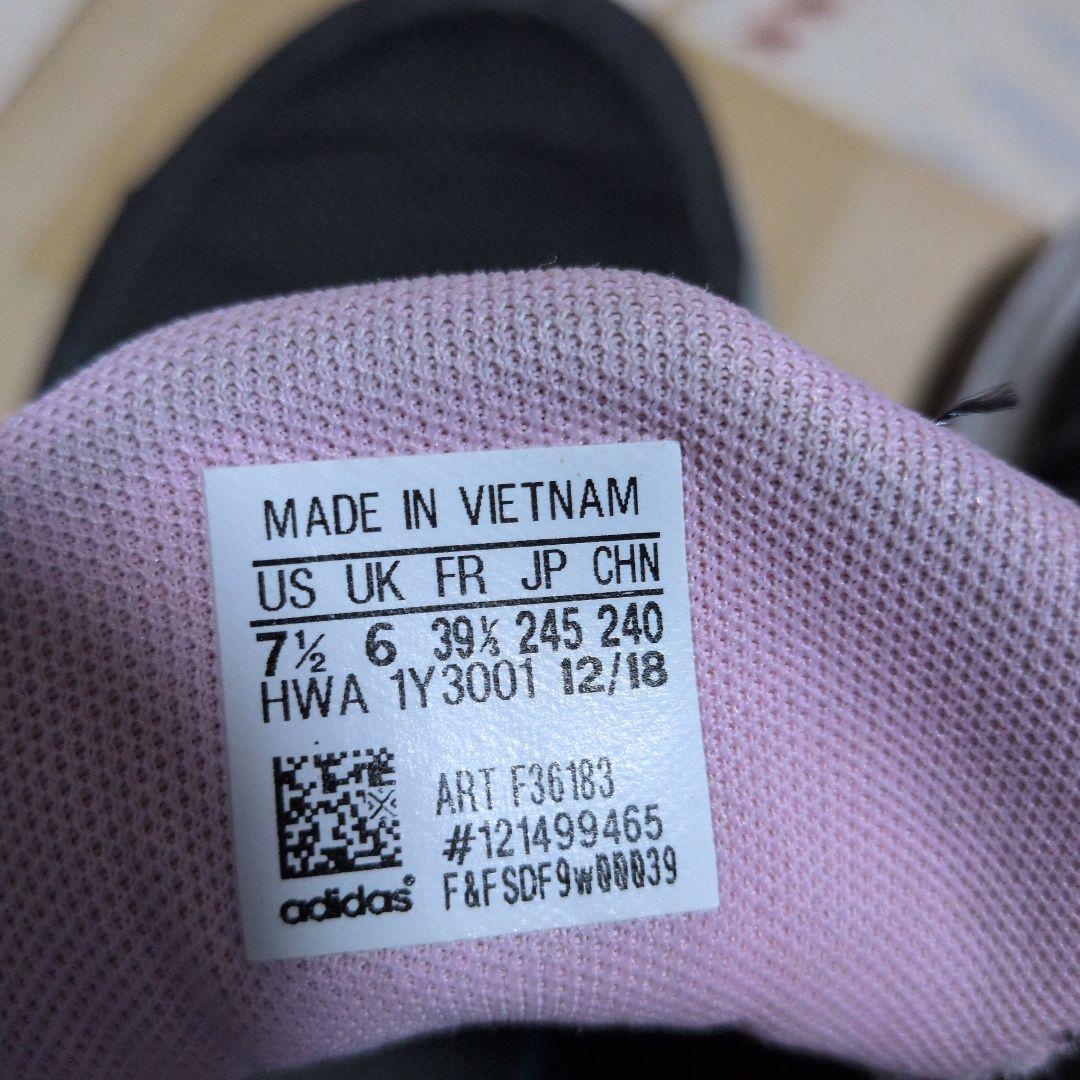 MADE IN VIETNAM
US UK FR JP CHN
7½ 6 39⅓ 245 240
HWA 1Y3001 12/18
ART F36183
#121499465
F&FSDF9w00039
adidas®